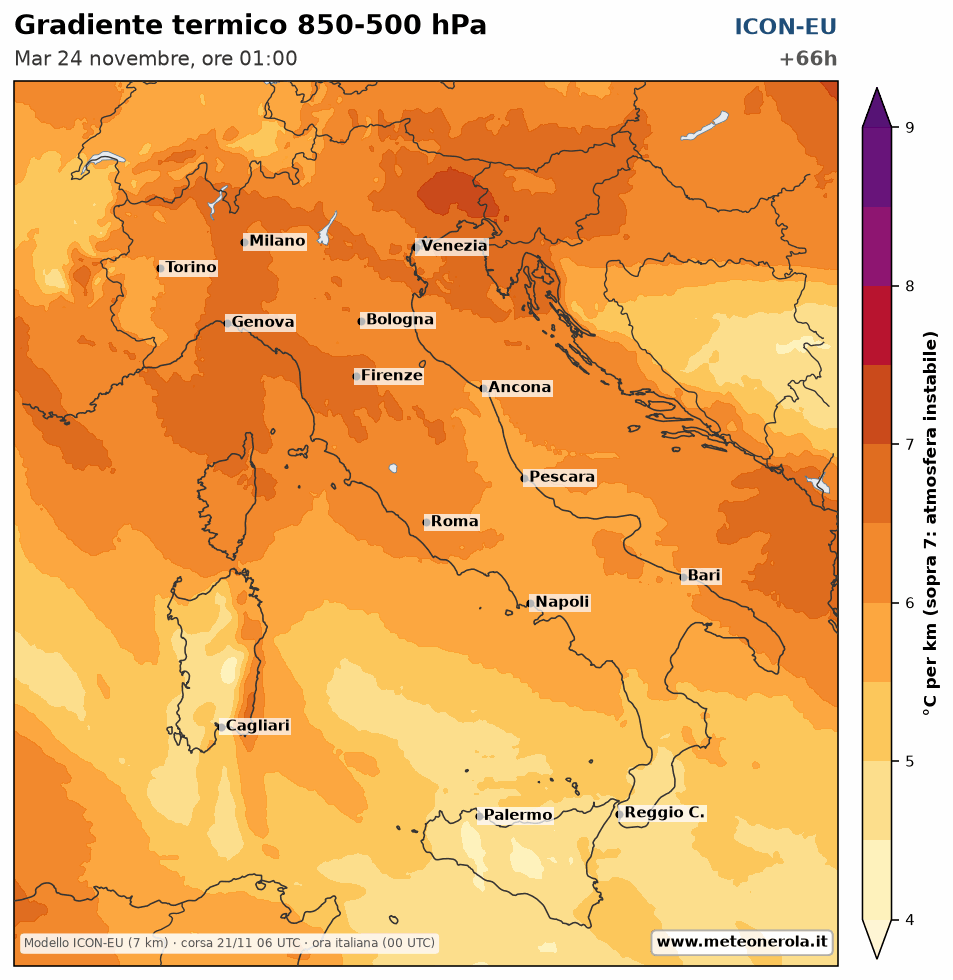 Gradiente termico 850-500 hPa
ICON-EU
Mar 24 novembre, ore 01:00
+66h
Milano
Venezia
Torino
Genova
Bologna
Firenze
Ancona
Pescara
Roma
Bari
Napoli
Cagliari
Palermo
Reggio C.
9
8
7
6
5
4
°C per km (sopra 7: atmosfera instabile)
Modello ICON-EU (7 km) · corsa 21/11 06 UTC · ora italiana (00 UTC)
www.meteonerola.it